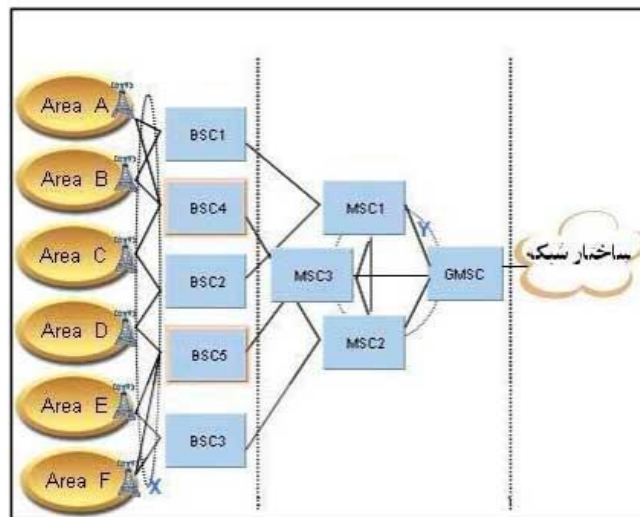 Area A
Area B
Area C
Area D
Area E
Area F
X
BSC1
BSC4
BSC2
BSC5
BSC3
MSC1
MSC3
MSC2
Y
GMSC
ساختار شبکه